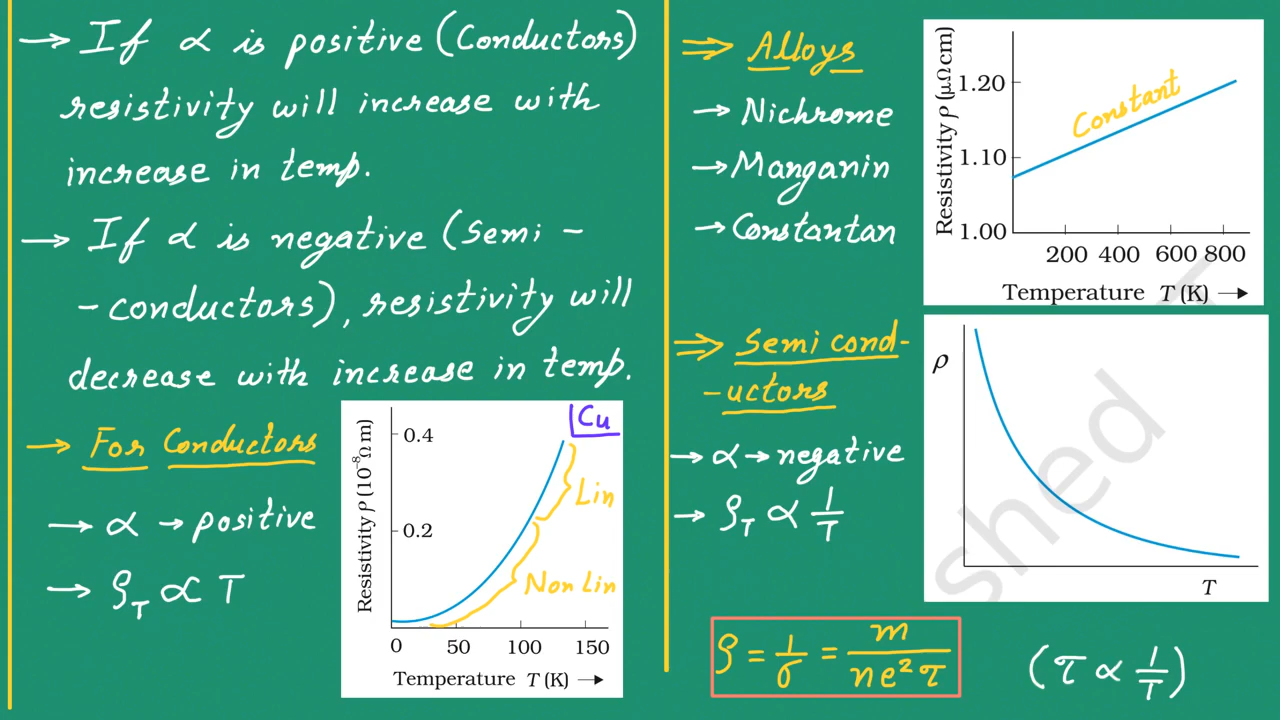 → If α is positive (Conductors)
resistivity will increase with
increase in temp.
→ If α is negative (Semi -
- conductors), resistivity will
decrease with increase in temp.
→ For Conductors
→ α → positive
→ ρ_T ∝ T
Cu
Resistivity ρ (10⁻⁸ Ω m)
0.4
0.2
Lin
Non Lin
0 50 100 150
Temperature T (K) →
⇒ Alloys
→ Nichrome
→ Manganin
→ Constantan
Resistivity ρ (μΩ cm)
1.20
1.10
1.00
Constant
200 400 600 800
Temperature T (K) →
⇒ Semi cond-
- uctors
→ α → negative
→ ρ_T ∝ 1/T
ρ
T
shed
ρ = 1/σ = m/ne²τ
(τ ∝ 1/T)